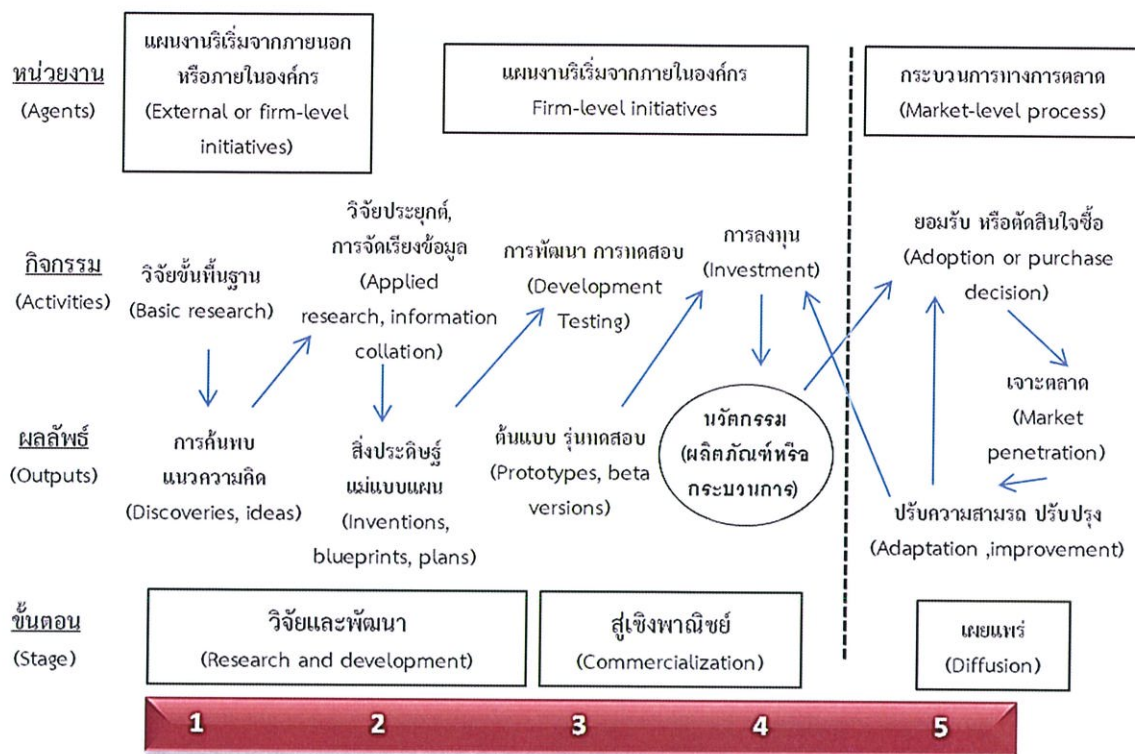 หน่วยงาน
(Agents)
แผนงานริเริ่มจากภายนอก
หรือภายในองค์กร
(External or firm-level
initiatives)
แผนงานริเริ่มจากภายในองค์กร
Firm-level initiatives
กระบวนการทางการตลาด
(Market-level process)
กิจกรรม
(Activities)
วิจัยขั้นพื้นฐาน
(Basic research)
วิจัยประยุกต์,
การจัดเรียงข้อมูล
(Applied
research, information
collation)
การพัฒนา การทดสอบ
(Development
Testing)
การลงทุน
(Investment)
ยอมรับ หรือตัดสินใจซื้อ
(Adoption or purchase
decision)
ผลลัพธ์
(Outputs)
การค้นพบ
แนวความคิด
(Discoveries, ideas)
สิ่งประดิษฐ์
แม่แบบแผน
(Inventions,
blueprints, plans)
ต้นแบบ รุ่นทดสอบ
(Prototypes, beta
versions)
นวัตกรรม
(ผลิตภัณฑ์หรือ
กระบวนการ)
เจาะตลาด
(Market
penetration)
ปรับความสามรถ ปรับปรุง
(Adaptation ,improvement)
ขั้นตอน
(Stage)
วิจัยและพัฒนา
(Research and development)
สู่เชิงพาณิชย์
(Commercialization)
เผยแพร่
(Diffusion)
1 2 3 4 5